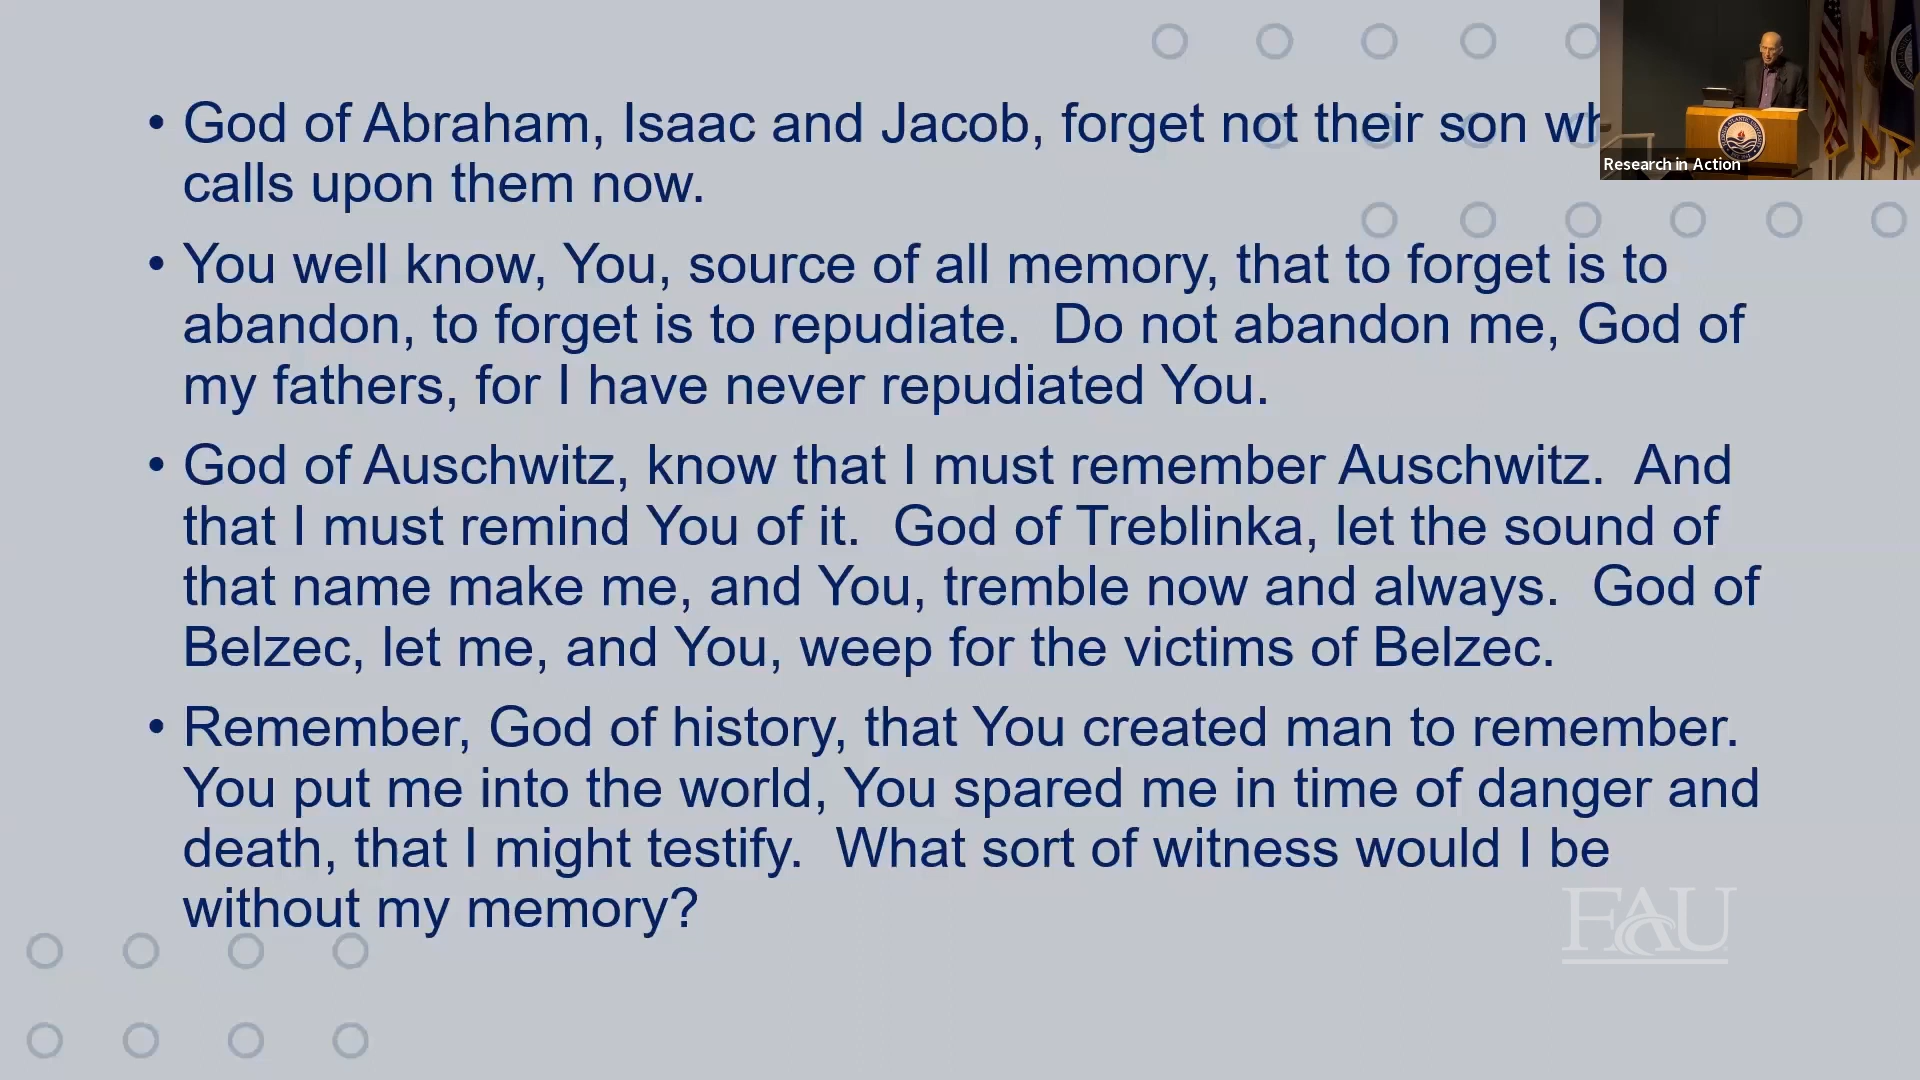 • God of Abraham, Isaac and Jacob, forget not their son
calls upon them now.
• You well know, You, source of all memory, that to forget is to
abandon, to forget is to repudiate. Do not abandon me, God of
my fathers, for I have never repudiated You.
• God of Auschwitz, know that I must remember Auschwitz. And
that I must remind You of it. God of Treblinka, let the sound of
that name make me, and You, tremble now and always. God of
Belzec, let me, and You, weep for the victims of Belzec.
• Remember, God of history, that You created man to remember.
You put me into the world, You spared me in time of danger and
death, that I might testify. What sort of witness would I be
without my memory?
Research in Action
FAU